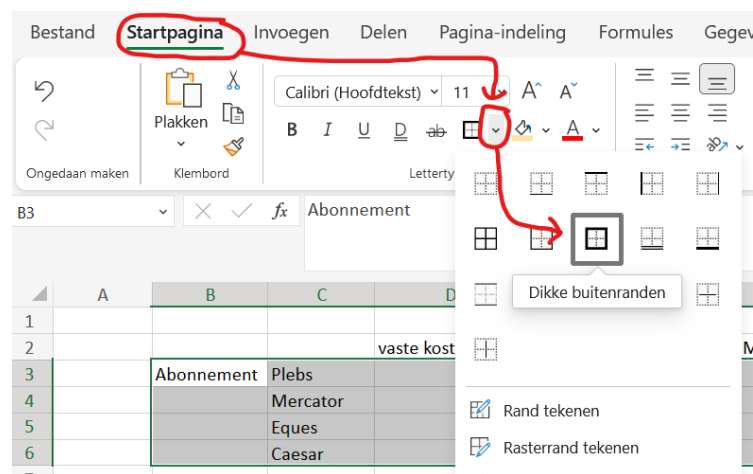 Bestand Startpagina Invoegen Delen Pagina-indeling Formules
Calibri (Hoofdtekst) 11 A A
Plakken
B I U D ab A
Ongedaan maken Klembord
B3 fx Abonnement
Dikke buitenranden
A B C D
1
2 vaste kost M
3 Abonnement Plebs
4 Mercator
5 Eques
6 Caesar
Rand tekenen
Rasterrand tekenen